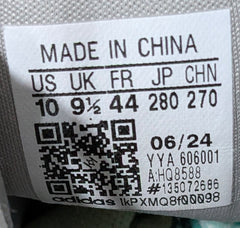 MADE IN CHINA
US UK FR JP CHN
10 9½ 44 280 270
06/24
YYA 606001
A:HQ8588
#135072686
adidas lkPXMQ8f00098